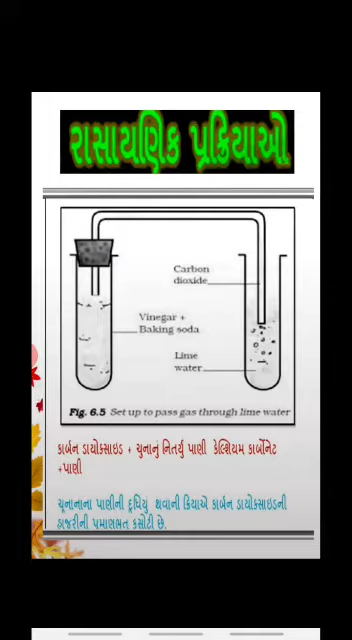 રાસાયણિક પ્રક્રિયાઓ
Carbon
dioxide
Vinegar +
Baking soda
Lime
water
Fig. 6.5 Set up to pass gas through lime water
કાર્બન ડાયોક્સાઇડ + ચુનાનું નિતર્યું પાણી કેલ્શિયમ કાર્બોનેટ
+પાણી
ચૂનાનાના પાણીની દૂધિયું થવાની ક્રિયાએ કાર્બન ડાયોક્સાઇડની
હાજરીની પ્રમાણભત કસોટી છે.